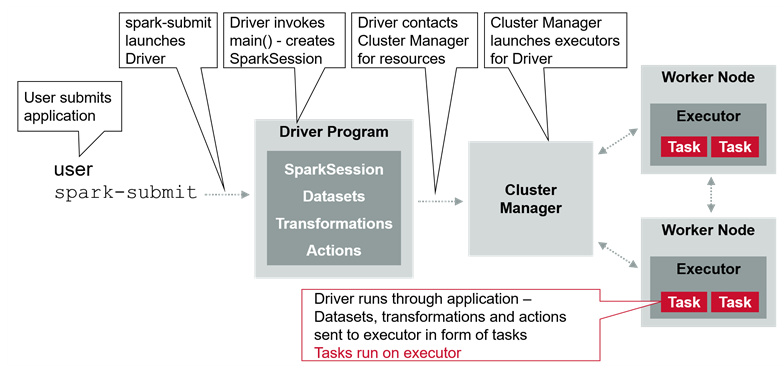 spark-submit
launches
Driver
Driver invokes
main() - creates
SparkSession
Driver contacts
Cluster Manager
for resources
Cluster Manager
launches executors
for Driver
User submits
application
user
spark-submit
Driver Program
SparkSession
Datasets
Transformations
Actions
Cluster
Manager
Worker Node
Executor
Task Task
Worker Node
Executor
Task Task
Driver runs through application –
Datasets, transformations and actions
sent to executor in form of tasks
Tasks run on executor